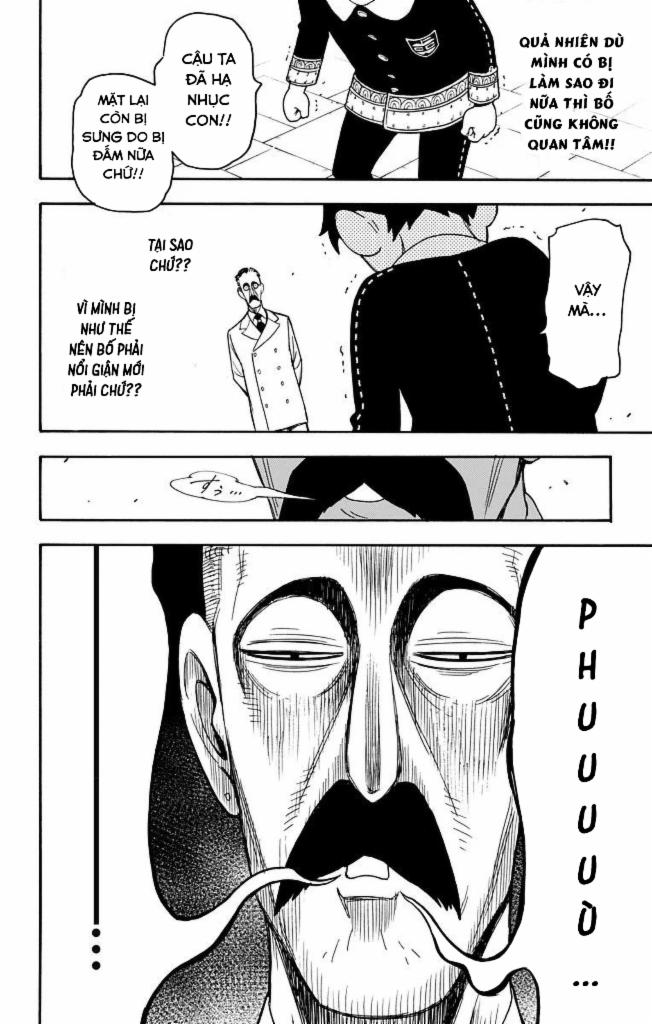 QUẢ NHIÊN DÙ
MÌNH CÓ BỊ
LÀM SAO ĐI
NỮA THÌ BỐ
CŨNG KHÔNG
QUAN TÂM!!
CẬU TA
ĐÃ HẠ
NHỤC
CON!!
MẶT LẠI
CÒN BỊ
SƯNG DO BỊ
ĐẤM NỮA
CHỨ!!
VẬY
MÀ...
TẠI SAO
CHỨ??
VÌ MÌNH BỊ
NHƯ THẾ
NÊN BỐ PHẢI
NỔI GIẬN MỚI
PHẢI CHỨ??
すぅ…
PHUUUUÙ...